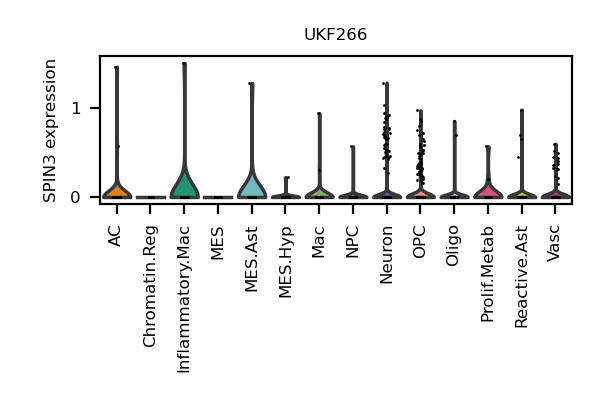 UKF266
SPIN3 expression
1
0
AC
Chromatin.Reg
Inflammatory.Mac
MES
MES.Ast
MES.Hyp
Mac
NPC
Neuron
OPC
Oligo
Prolif.Metab
Reactive.Ast
Vasc